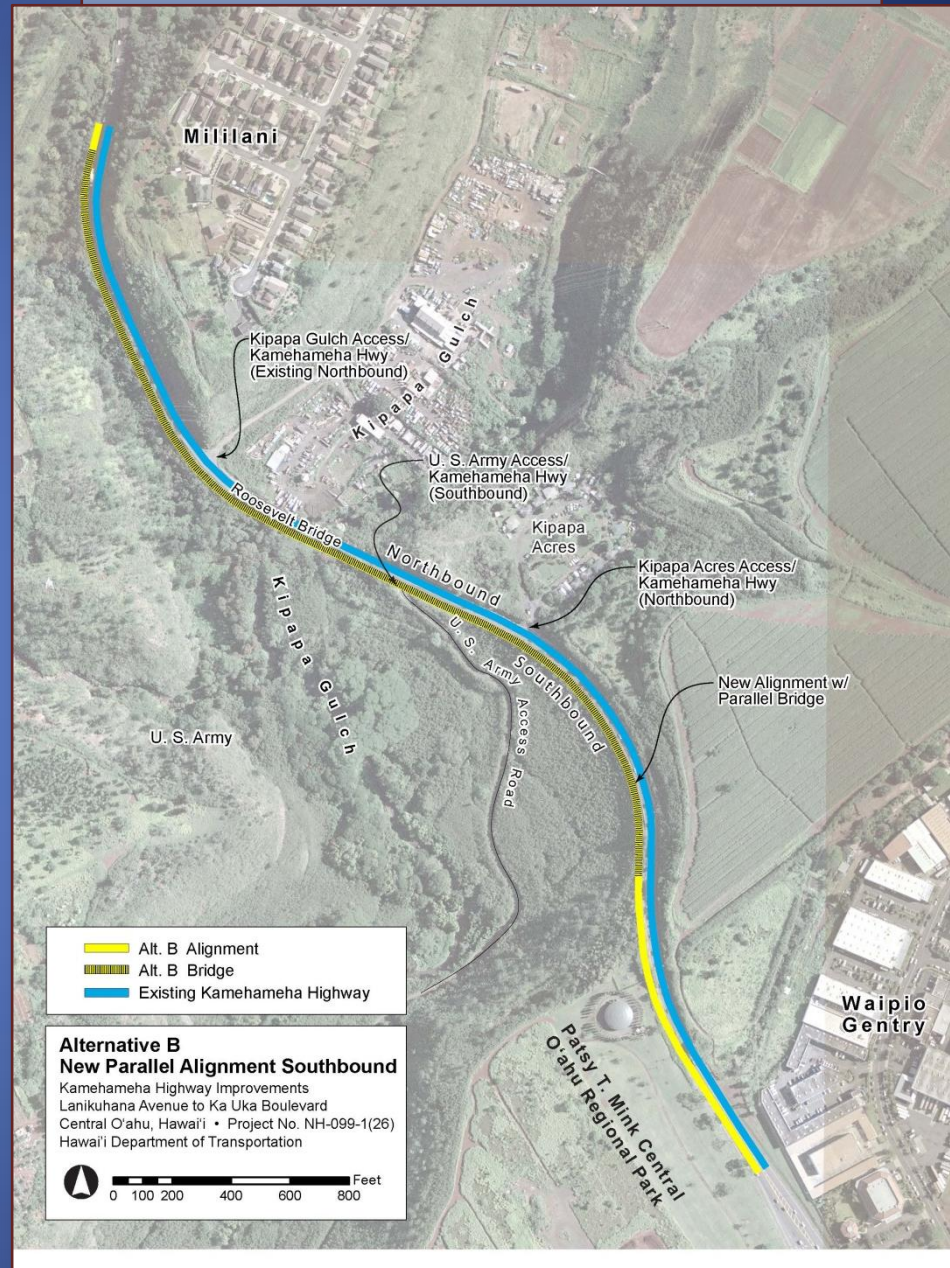 Mililani
Kipapa Gulch Access/
Kamehameha Hwy
(Existing Northbound)
Kipapa Gulch
U. S. Army Access/
Kamehameha Hwy
(Southbound)
Roosevelt Bridge
Kipapa
Acres
Northbound
Kipapa Acres Access/
Kamehameha Hwy
(Northbound)
Kipapa Gulch
U. S. Army Access Road
Southbound
New Alignment w/
Parallel Bridge
U. S. Army
Alt. B Alignment
Alt. B Bridge
Existing Kamehameha Highway
Waipio
Gentry
Patsy T. Mink Central
O'ahu Regional Park
Alternative B
New Parallel Alignment Southbound
Kamehameha Highway Improvements
Lanikuhana Avenue to Ka Uka Boulevard
Central O'ahu, Hawai'i • Project No. NH-099-1(26)
Hawai'i Department of Transportation
Feet
0 100 200 400 600 800